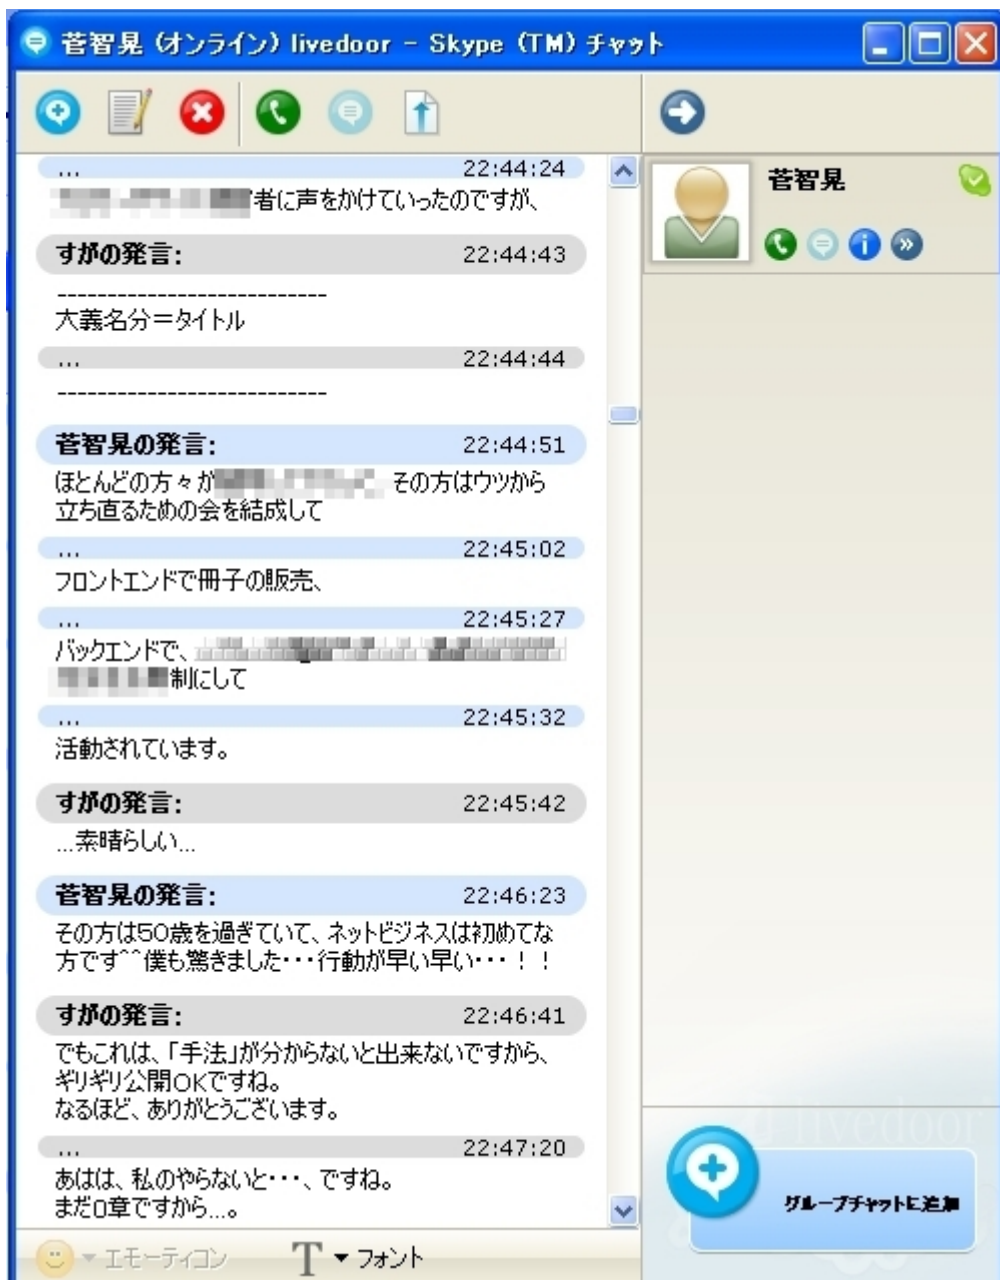 菅智晃 (オンライン) livedoor - Skype (TM) チャット
菅智晃
... 22:44:24
者に声をかけていったのですが、
すがの発言: 22:44:43
---------------------------
大義名分＝タイトル
... 22:44:44
---------------------------
菅智晃の発言: 22:44:51
ほとんどの方々が その方はウツから
立ち直るための会を結成して
... 22:45:02
フロントエンドで冊子の販売、
... 22:45:27
バックエンドで、
制にして
... 22:45:32
活動されています。
すがの発言: 22:45:42
...素晴らしい...
菅智晃の発言: 22:46:23
その方は50歳を過ぎていて、ネットビジネスは初めてな
方です^^僕も驚きました・・・行動が早い早い・・・！！
すがの発言: 22:46:41
でもこれは、「手法」が分からないと出来ないですから、
ギリギリ公開OKですね。
なるほど、ありがとうございます。
... 22:47:20
あはは、私のやらないと・・・、ですね。
まだ0章ですから...。
livedoor
グループチャットに追加
エモーティコン
T フォント